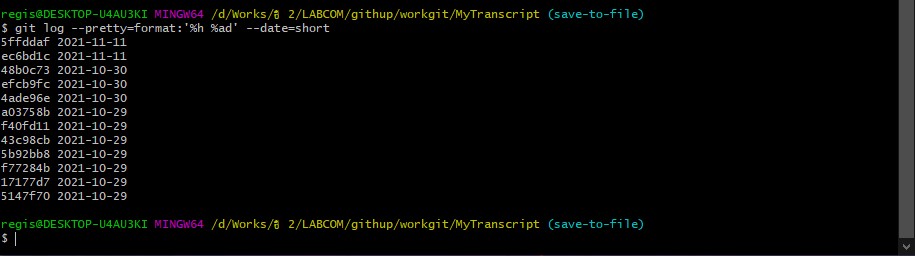 regis@DESKTOP-U4AU3KI MINGW64 /d/Works/ 2/LABCOM/githup/workgit/MyTranscript (save-to-file)
$ git log --pretty=format:'%h %ad' --date=short
5ffddaf 2021-11-11
ec6bd1c 2021-11-11
48b0c73 2021-10-30
efcb9fc 2021-10-30
4ade96e 2021-10-30
a03758b 2021-10-29
f40fd11 2021-10-29
43c98cb 2021-10-29
5b92bb8 2021-10-29
f77284b 2021-10-29
17177d7 2021-10-29
5147f70 2021-10-29
regis@DESKTOP-U4AU3KI MINGW64 /d/Works/ 2/LABCOM/githup/workgit/MyTranscript (save-to-file)
$